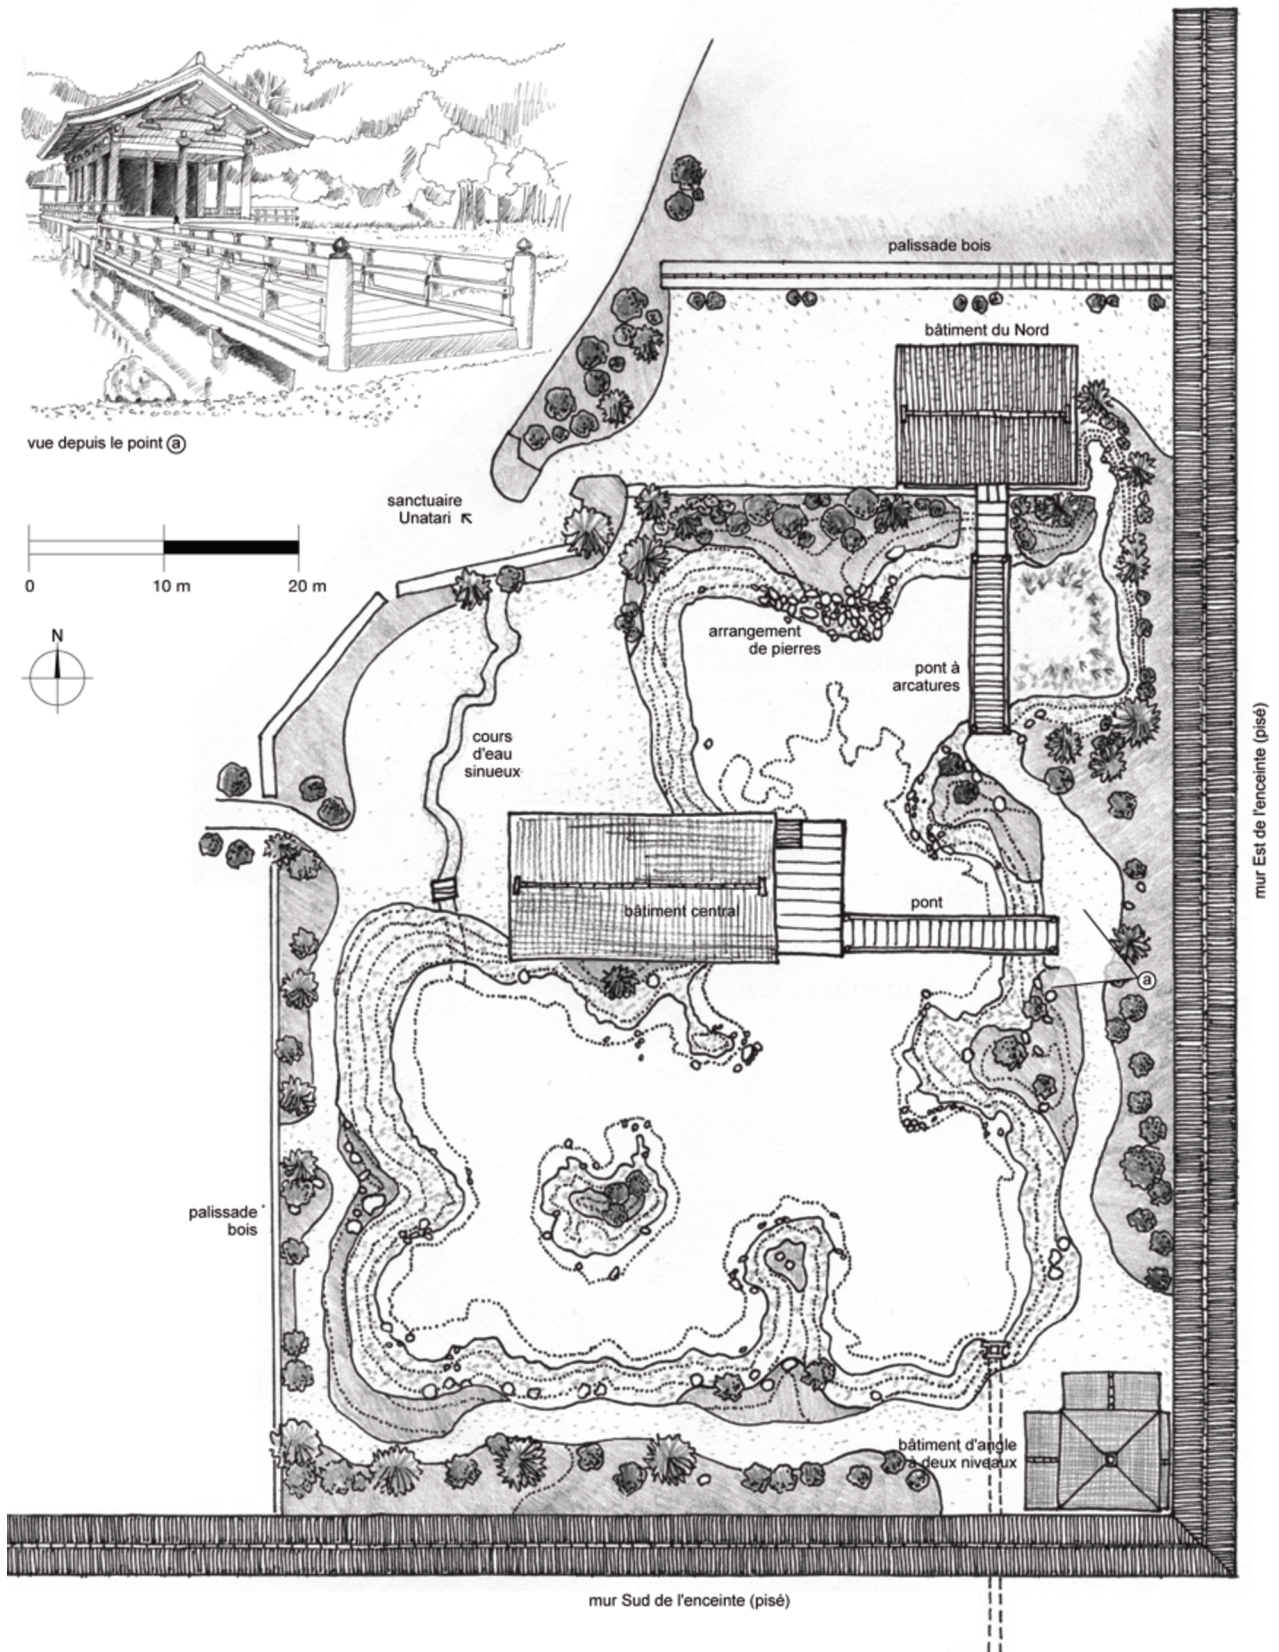 palissade bois
bâtiment du Nord
vue depuis le point a
sanctuaire
Unatari
0
10 m
20 m
N
arrangement
de pierres
pont à
arcatures
cours
d'eau
sinueux
mur Est de l'enceinte (pisé)
bâtiment central
pont
a
palissade
bois
bâtiment d'angle
à deux niveaux
mur Sud de l'enceinte (pisé)